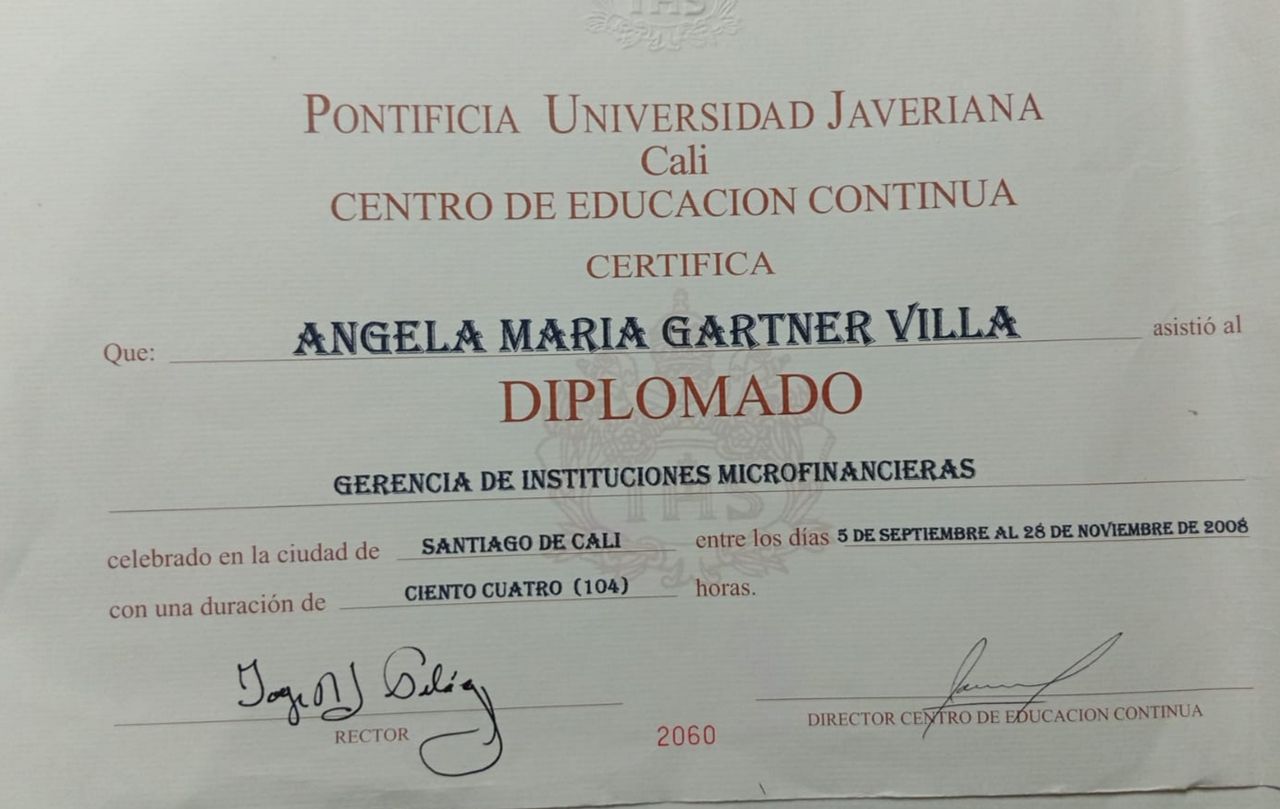 IHS
PONTIFICIA UNIVERSIDAD JAVERIANA
Cali
CENTRO DE EDUCACION CONTINUA
CERTIFICA
Que: ANGELA MARIA GARTNER VILLA asistió al
DIPLOMADO
GERENCIA DE INSTITUCIONES MICROFINANCIERAS
IHS
celebrado en la ciudad de SANTIAGO DE CALI entre los días 5 DE SEPTIEMBRE AL 28 DE NOVIEMBRE DE 2008
con una duración de CIENTO CUATRO (104) horas.
RECTOR
2060
DIRECTOR CENTRO DE EDUCACION CONTINUA